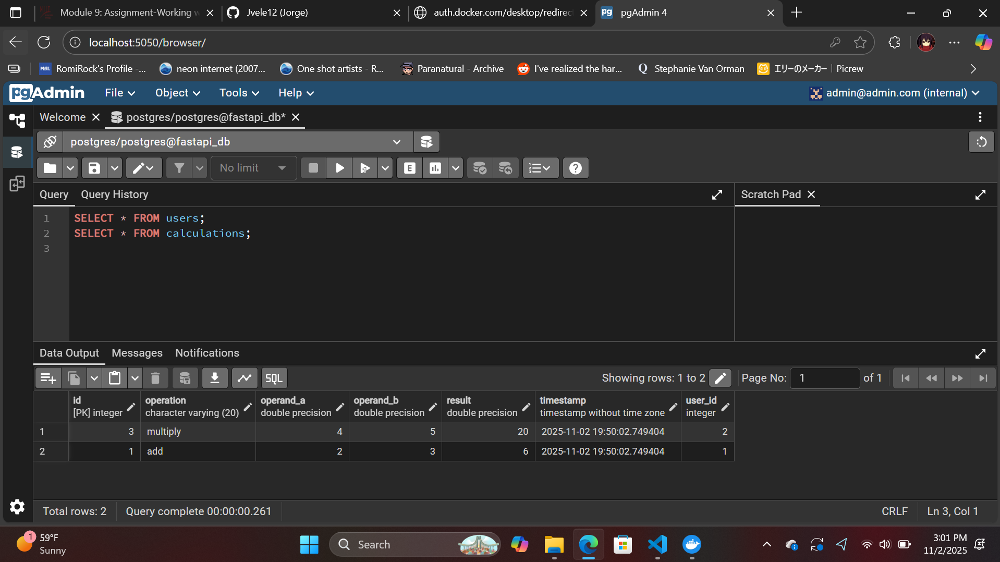 Module 9: Assignment-Working w
Jvele12 (Jorge)
auth.docker.com/desktop/redirec
pgAdmin 4
localhost:5050/browser/
RomiRock's Profile -...
neon internet (2007...
One shot artists - R...
Paranatural - Archive
I've realized the har...
Stephanie Van Orman
エリーのメーカー｜Picrew
pgAdmin
File
Object
Tools
Help
admin@admin.com (internal)
Welcome
postgres/postgres@fastapi_db*
postgres/postgres@fastapi_db
No limit
Query
Query History
Scratch Pad
1 SELECT * FROM users;
2 SELECT * FROM calculations;
3
Data Output
Messages
Notifications
SQL
Showing rows: 1 to 2
Page No: 1 of 1
id operation operand_a operand_b result timestamp user_id
[PK] integer character varying (20) double precision double precision double precision timestamp without time zone integer
1 3 multiply 4 5 20 2025-11-02 19:50:02.749404 2
2 1 add 2 3 6 2025-11-02 19:50:02.749404 1
Total rows: 2
Query complete 00:00:00.261
CRLF
Ln 3, Col 1
1
59°F
Sunny
Search
3:01 PM
11/2/2025